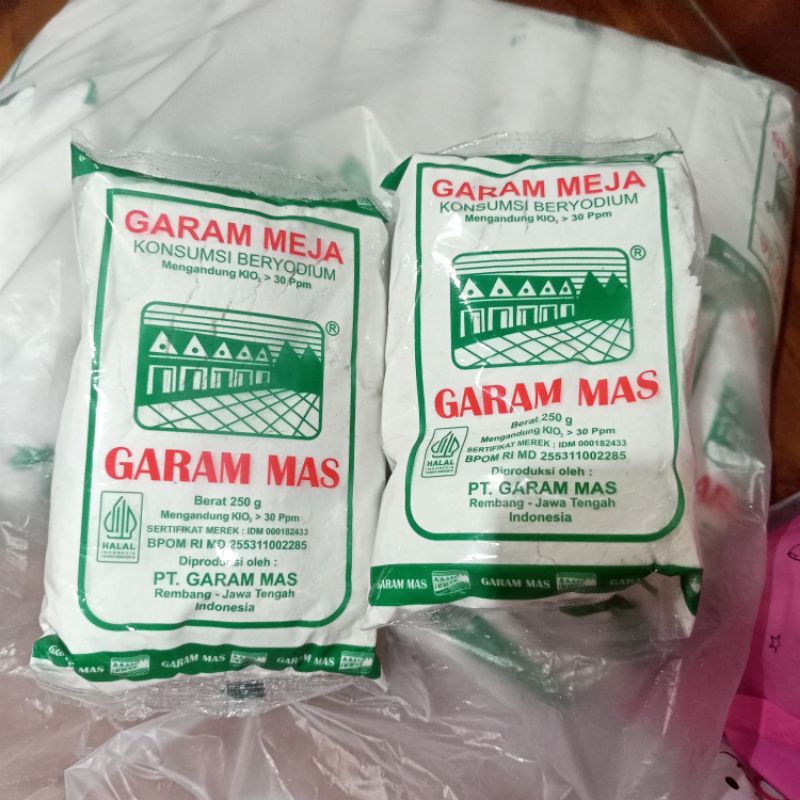 GARAM MEJA
KONSUMSI BERYODIUM
Mengandung KIO₃ > 30 Ppm
®
GARAM MAS
Berat 250 g
Mengandung KIO₃ > 30 Ppm
SERTIFIKAT MEREK : IDM 000182433
BPOM RI MD 255311002285
HALAL
INDONESIA
Diproduksi oleh :
PT. GARAM MAS
Rembang - Jawa Tengah
Indonesia
MAS GARAM MAS GARAM MAS
GARAM MEJA
KONSUMSI BERYODIUM
Mengandung KIO₃ > 30 Ppm
®
GARAM MAS
Berat 250 g
Mengandung KIO₃ > 30 Ppm
SERTIFIKAT MEREK : IDM 000182433
BPOM RI MD 255311002285
HALAL
INDONESIA
Diproduksi oleh :
PT. GARAM MAS
Rembang - Jawa Tengah
Indonesia
GARAM MAS GARAM MAS GARA